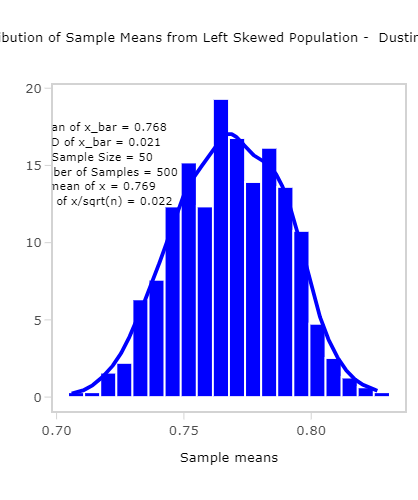 ibution of Sample Means from Left Skewed Population - Dustin
20
an of x_bar = 0.768
D of x_bar = 0.021
Sample Size = 50
ber of Samples = 500
mean of x = 0.769
of x/sqrt(n) = 0.022
15
10
5
0
0.70 0.75 0.80
Sample means